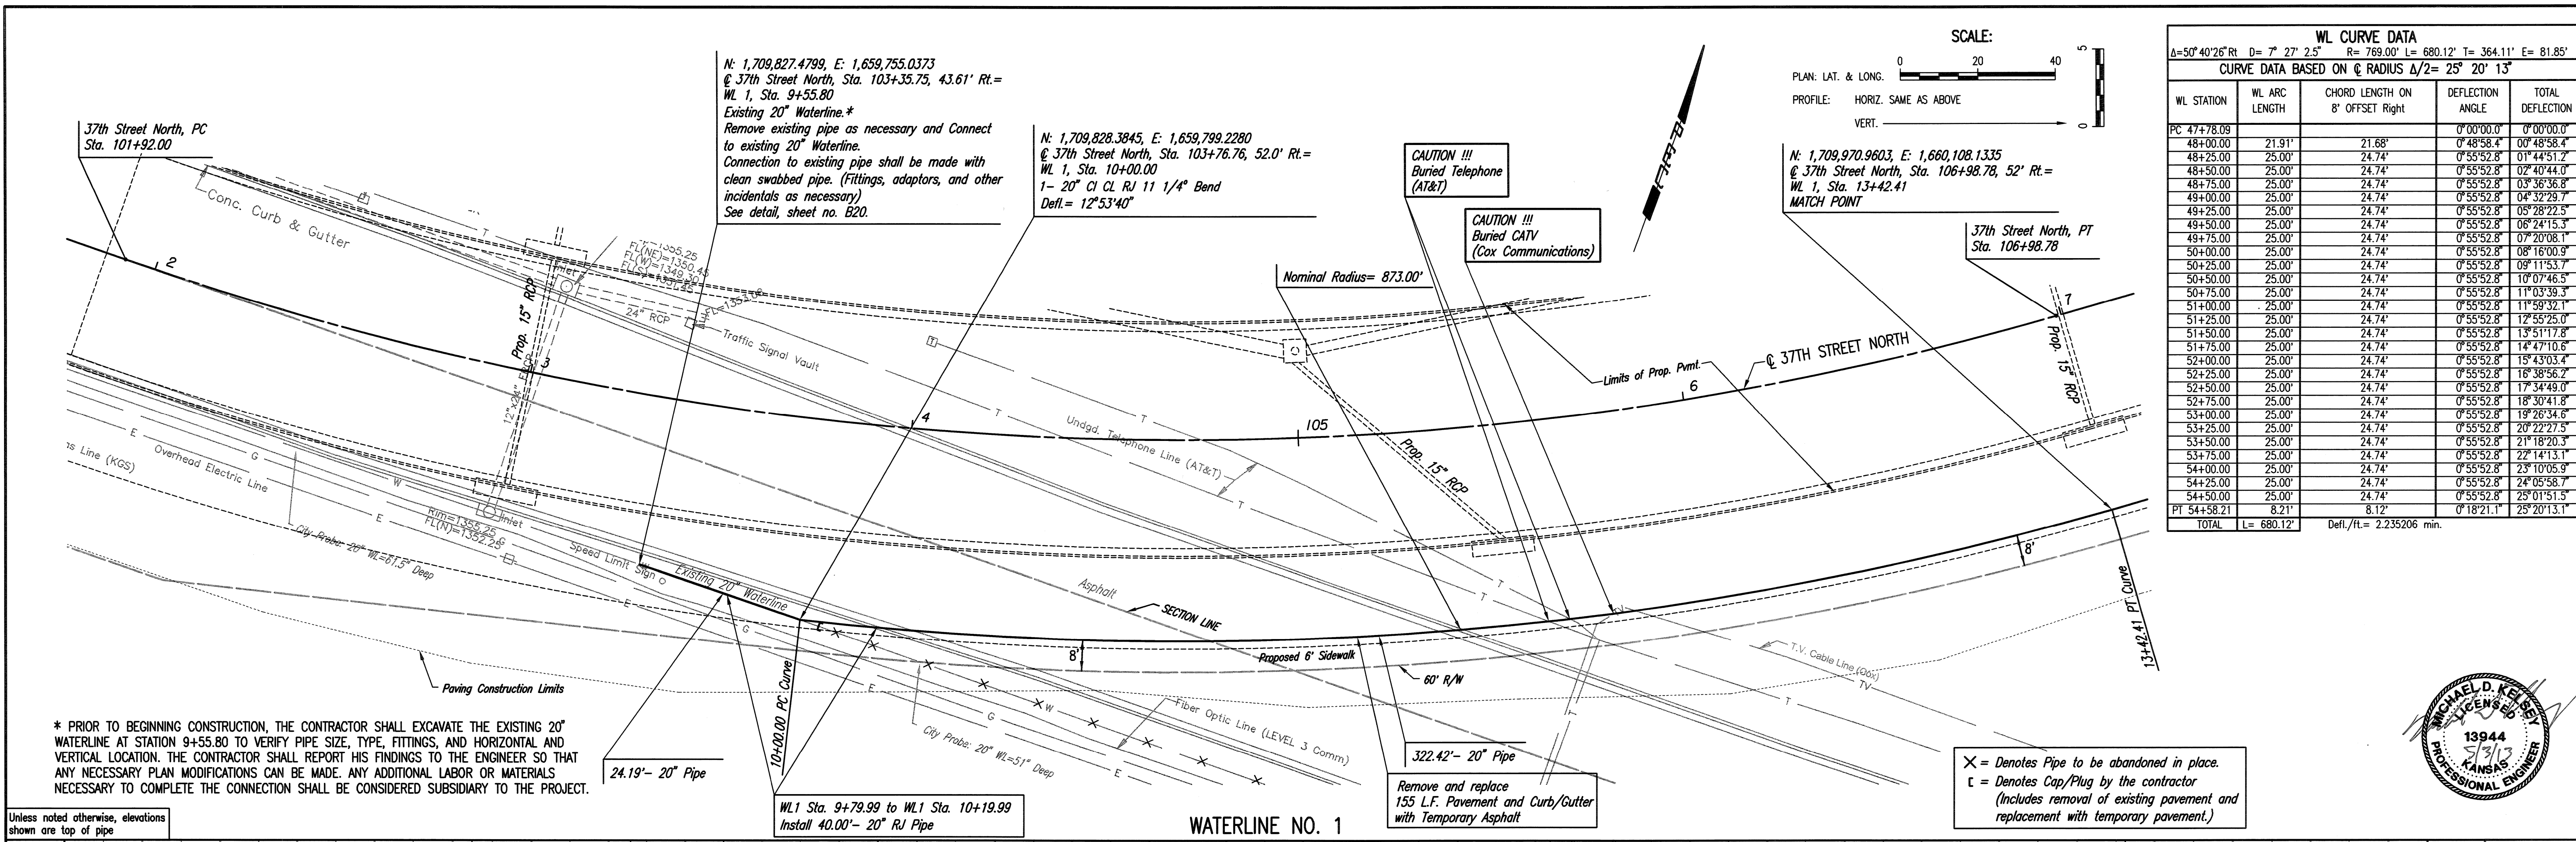 37th Street North, PC
Sta. 101+92.00
N: 1,709,827.4799, E: 1,659,755.0373
℄ 37th Street North, Sta. 103+35.75, 43.61' Rt.=
WL 1, Sta. 9+55.80
Existing 20" Waterline.*
Remove existing pipe as necessary and Connect
to existing 20" Waterline.
Connection to existing pipe shall be made with
clean swabbed pipe. (Fittings, adaptors, and other
incidentals as necessary)
See detail, sheet no. B20.
N: 1,709,828.3845, E: 1,659,799.2280
℄ 37th Street North, Sta. 103+76.76, 52.0' Rt.=
WL 1, Sta. 10+00.00
1- 20" CI CL RJ 11 1/4° Bend
Defl.= 12°53'40"
CAUTION !!!
Buried Telephone
(AT&T)
CAUTION !!!
Buried CATV
(Cox Communications)
Nominal Radius= 873.00'
SCALE:
0 20 40
PLAN: LAT. & LONG.
PROFILE: HORIZ. SAME AS ABOVE
VERT.
5
0
N: 1,709,970.9603, E: 1,660,108.1335
℄ 37th Street North, Sta. 106+98.78, 52' Rt.=
WL 1, Sta. 13+42.41
MATCH POINT
37th Street North, PT
Sta. 106+98.78
WL CURVE DATA
Δ=50°40'26"Rt D= 7° 27' 2.5" R= 769.00' L= 680.12' T= 364.11' E= 81.85'
CURVE DATA BASED ON ℄ RADIUS Δ/2= 25° 20' 13"
WL STATION WL ARC LENGTH CHORD LENGTH ON 8' OFFSET Right DEFLECTION ANGLE TOTAL DEFLECTION
PC 47+78.09 0°00'00.0" 0°00'00.0"
48+00.00 21.91' 21.68' 0°48'58.4" 00°48'58.4"
48+25.00 25.00' 24.74' 0°55'52.8" 01°44'51.2"
48+50.00 25.00' 24.74' 0°55'52.8" 02°40'44.0"
48+75.00 25.00' 24.74' 0°55'52.8" 03°36'36.8"
49+00.00 25.00' 24.74' 0°55'52.8" 04°32'29.7"
49+25.00 25.00' 24.74' 0°55'52.8" 05°28'22.5"
49+50.00 25.00' 24.74' 0°55'52.8" 06°24'15.3"
49+75.00 25.00' 24.74' 0°55'52.8" 07°20'08.1"
50+00.00 25.00' 24.74' 0°55'52.8" 08°16'00.9"
50+25.00 25.00' 24.74' 0°55'52.8" 09°11'53.7"
50+50.00 25.00' 24.74' 0°55'52.8" 10°07'46.5"
50+75.00 25.00' 24.74' 0°55'52.8" 11°03'39.3"
51+00.00 25.00' 24.74' 0°55'52.8" 11°59'32.1"
51+25.00 25.00' 24.74' 0°55'52.8" 12°55'25.0"
51+50.00 25.00' 24.74' 0°55'52.8" 13°51'17.8"
51+75.00 25.00' 24.74' 0°55'52.8" 14°47'10.6"
52+00.00 25.00' 24.74' 0°55'52.8" 15°43'03.4"
52+25.00 25.00' 24.74' 0°55'52.8" 16°38'56.2"
52+50.00 25.00' 24.74' 0°55'52.8" 17°34'49.0"
52+75.00 25.00' 24.74' 0°55'52.8" 18°30'41.8"
53+00.00 25.00' 24.74' 0°55'52.8" 19°26'34.6"
53+25.00 25.00' 24.74' 0°55'52.8" 20°22'27.5"
53+50.00 25.00' 24.74' 0°55'52.8" 21°18'20.3"
53+75.00 25.00' 24.74' 0°55'52.8" 22°14'13.1"
54+00.00 25.00' 24.74' 0°55'52.8" 23°10'05.9"
54+25.00 25.00' 24.74' 0°55'52.8" 24°05'58.7"
54+50.00 25.00' 24.74' 0°55'52.8" 25°01'51.5"
PT 54+58.21 8.21' 8.12' 0°18'21.1" 25°20'13.1"
TOTAL L= 680.12' Defl./ft.= 2.235206 min.
Conc. Curb & Gutter
T
2
FL(NE)=1350.45
FL(W)=1349.30
Inlet
Prop. 15" RCP
24" RCP
Traffic Signal Vault
3
4
105
6
7
Undgd. Telephone Line (AT&T)
Prop. 15" RCP
Limits of Prop. Pvmt.
℄ 37TH STREET NORTH
Prop. 15" RCP
as Line (KGS)
Overhead Electric Line
City Probe: 20" WL=61.5" Deep
Rim=1355.25
FL(N)=1352.25
Inlet
Speed Limit Sign
Existing 20" Waterline
Asphalt
SECTION LINE
8'
Proposed 6' Sidewalk
60' R/W
8'
T.V. Cable Line (Cox)
TV
13+42.41 PT Curve
Paving Construction Limits
10+00.00 PC Curve
Fiber Optic Line (LEVEL 3 Comm)
City Probe: 20" WL=51" Deep
24.19'- 20" Pipe
322.42'- 20" Pipe
WL1 Sta. 9+79.99 to WL1 Sta. 10+19.99
Install 40.00'- 20" RJ Pipe
Remove and replace
155 L.F. Pavement and Curb/Gutter
with Temporary Asphalt
* PRIOR TO BEGINNING CONSTRUCTION, THE CONTRACTOR SHALL EXCAVATE THE EXISTING 20"
WATERLINE AT STATION 9+55.80 TO VERIFY PIPE SIZE, TYPE, FITTINGS, AND HORIZONTAL AND
VERTICAL LOCATION. THE CONTRACTOR SHALL REPORT HIS FINDINGS TO THE ENGINEER SO THAT
ANY NECESSARY PLAN MODIFICATIONS CAN BE MADE. ANY ADDITIONAL LABOR OR MATERIALS
NECESSARY TO COMPLETE THE CONNECTION SHALL BE CONSIDERED SUBSIDIARY TO THE PROJECT.
Unless noted otherwise, elevations
shown are top of pipe
WATERLINE NO. 1
X = Denotes Pipe to be abandoned in place.
[ = Denotes Cap/Plug by the contractor
(Includes removal of existing pavement and
replacement with temporary pavement.)
MICHAEL D. KELSEY
LICENSED
13944
5/3/13
KANSAS
PROFESSIONAL ENGINEER